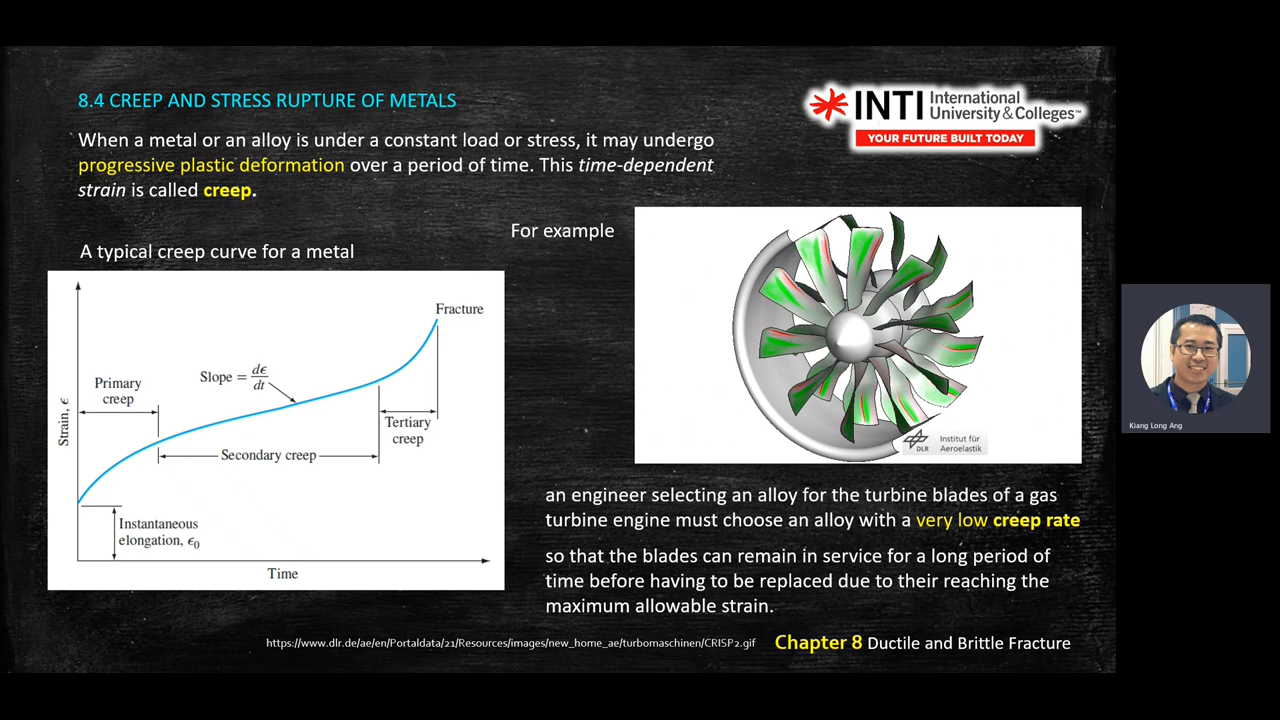 8.4 CREEP AND STRESS RUPTURE OF METALS
INTI International
University & Colleges™
YOUR FUTURE BUILT TODAY
When a metal or an alloy is under a constant load or stress, it may undergo
progressive plastic deformation over a period of time. This time-dependent
strain is called creep.
For example
A typical creep curve for a metal
Fracture
Slope = dϵ/dt
Primary
creep
Strain, ϵ
Tertiary
creep
Secondary creep
Instantaneous
elongation, ϵ₀
Time
DLR
Institut für
Aeroelastik
Kiang Long Ang
an engineer selecting an alloy for the turbine blades of a gas
turbine engine must choose an alloy with a very low creep rate
so that the blades can remain in service for a long period of
time before having to be replaced due to their reaching the
maximum allowable strain.
https://www.dlr.de/ae/en/Portaldata/21/Resources/images/new_home_ae/turbomaschinen/CRISP2.gif
Chapter 8 Ductile and Brittle Fracture